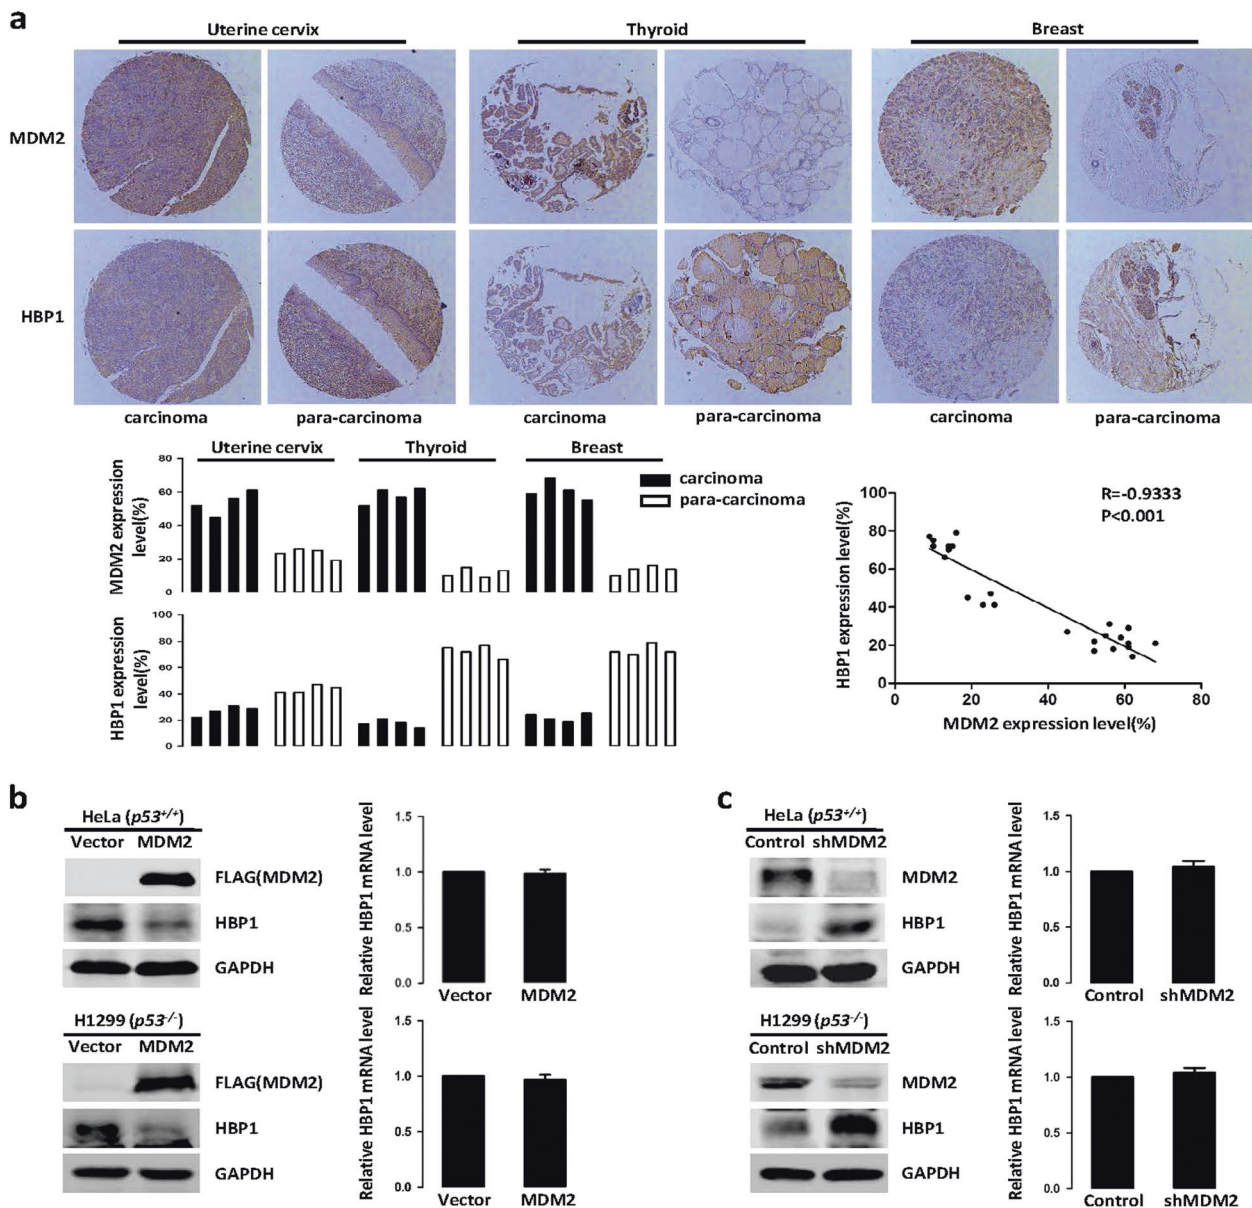 a
Uterine cervix Thyroid Breast
MDM2
HBP1
carcinoma para-carcinoma carcinoma para-carcinoma carcinoma para-carcinoma
Uterine cervix Thyroid Breast
MDM2 expression
level(%)
80
60
40
20
0
carcinoma
para-carcinoma
HBP1 expression
level(%)
100
80
60
40
20
0
HBP1 expression level(%)
100
80
60
40
20
0
R=-0.9333
P<0.001
0 20 40 60 80
MDM2 expression level(%)
b
HeLa (p53+/+)
Vector MDM2
FLAG(MDM2)
HBP1
GAPDH
Relative HBP1 mRNA level
1.5
1.0
0.5
0.0
Vector MDM2
H1299 (p53-/-)
Vector MDM2
FLAG(MDM2)
HBP1
GAPDH
Relative HBP1 mRNA level
1.5
1.0
0.5
0.0
Vector MDM2
c
HeLa (p53+/+)
Control shMDM2
MDM2
HBP1
GAPDH
Relative HBP1 mRNA level
1.5
1.0
0.5
0.0
Control shMDM2
H1299 (p53-/-)
Control shMDM2
MDM2
HBP1
GAPDH
Relative HBP1 mRNA level
1.5
1.0
0.5
0.0
Control shMDM2